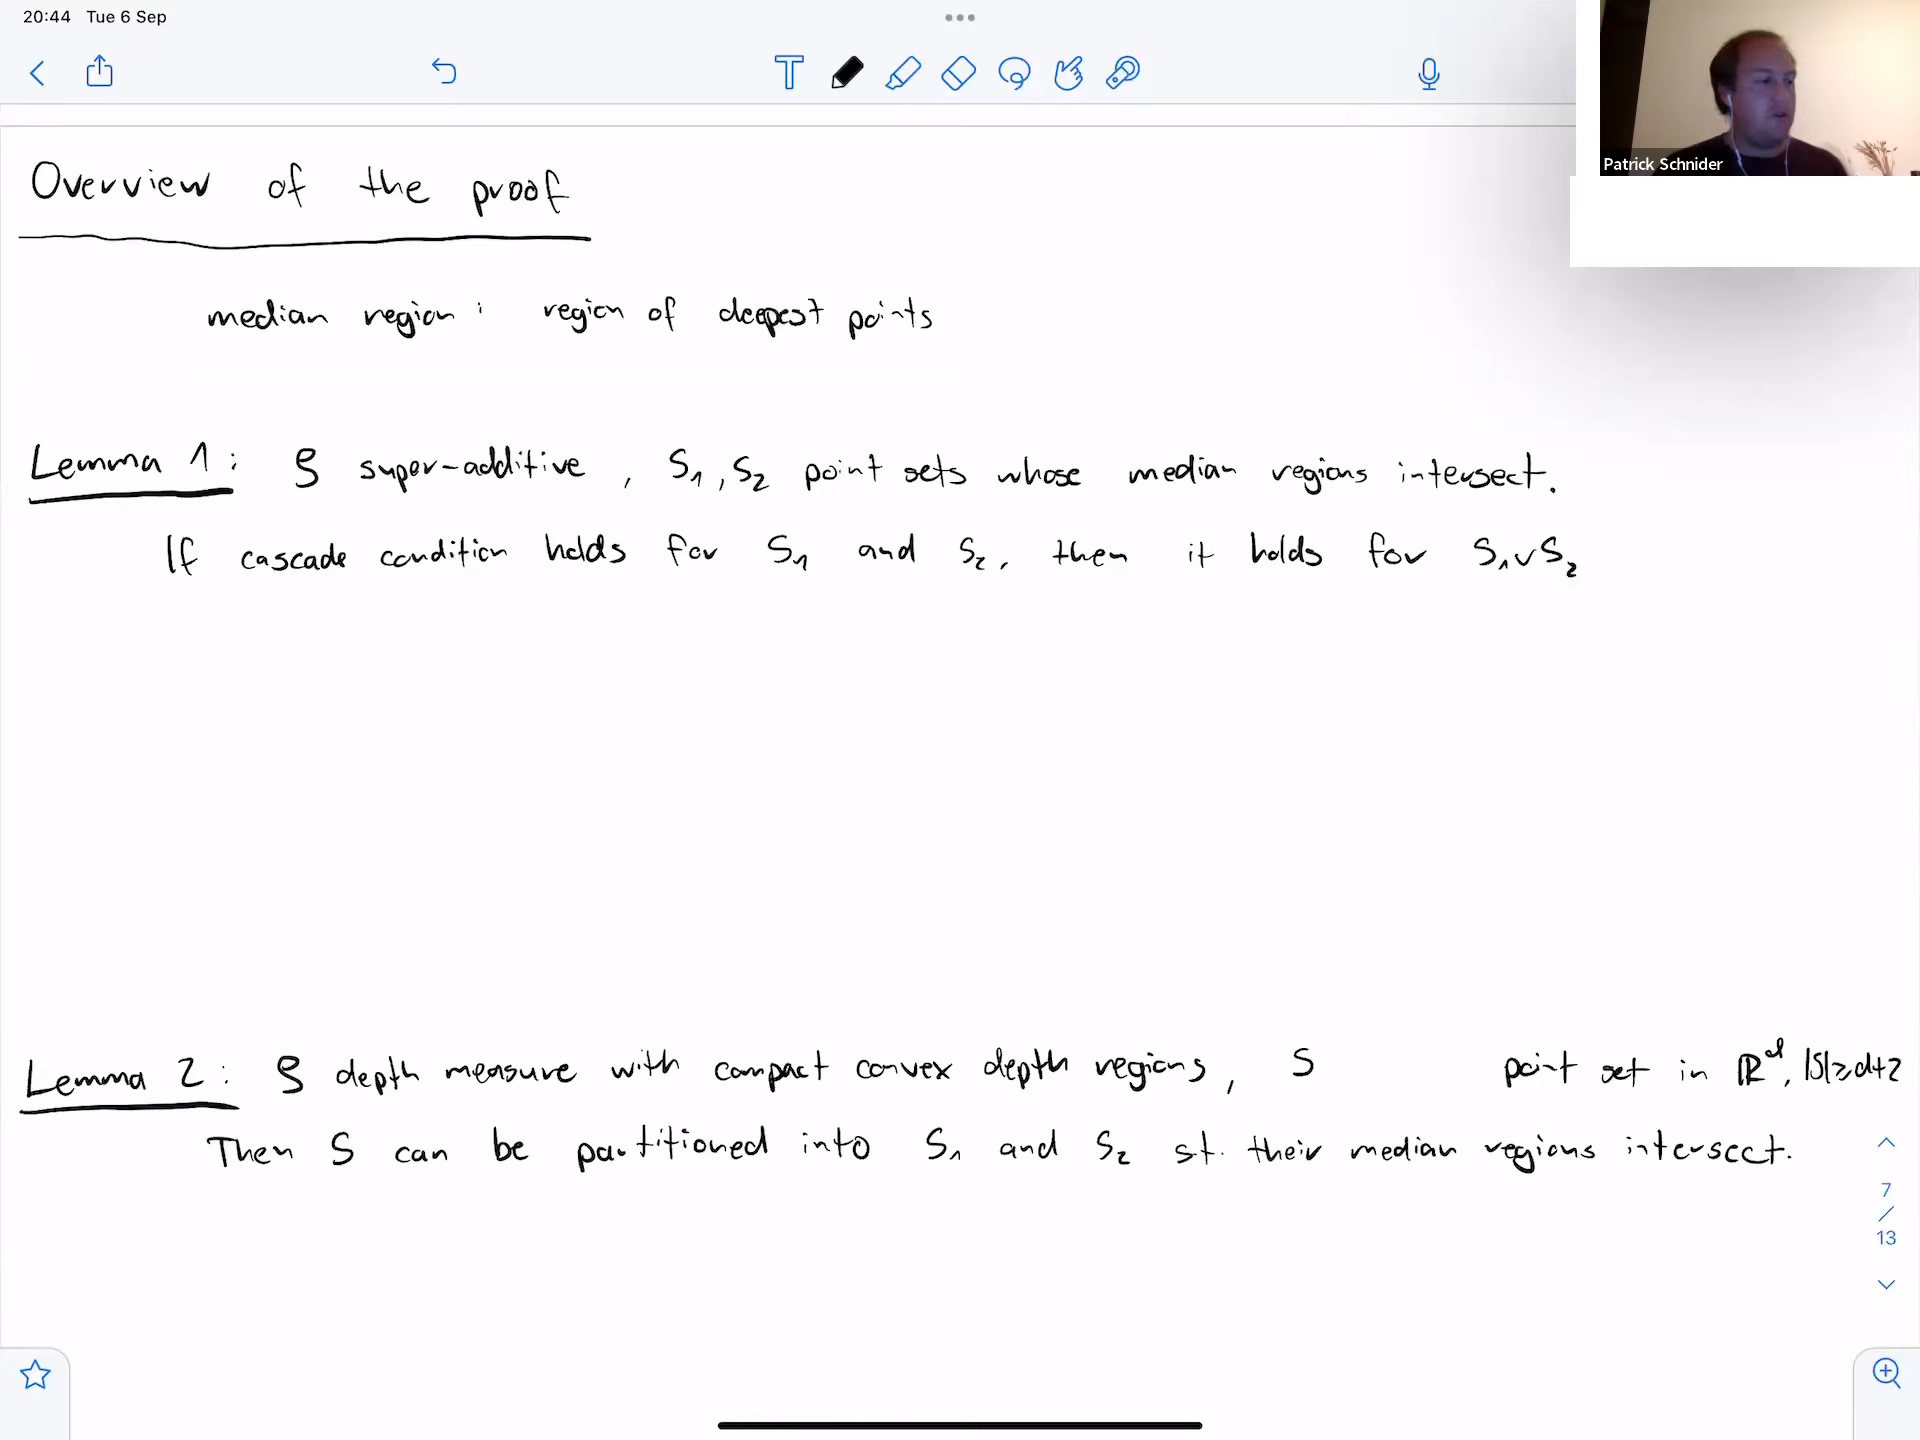 20:44 Tue 6 Sep
Patrick Schnider
Overview of the proof
median region: region of deepest points
Lemma 1: ϱ super-additive, S₁, S₂ point sets whose median regions intersect.
If cascade condition holds for S₁ and S₂, then it holds for S₁∪S₂
Lemma 2: ϱ depth measure with compact convex depth regions, S point set in ℝᵈ, |S|≥d+2
Then S can be partitioned into S₁ and S₂ st. their median regions intersect.
7
/
13